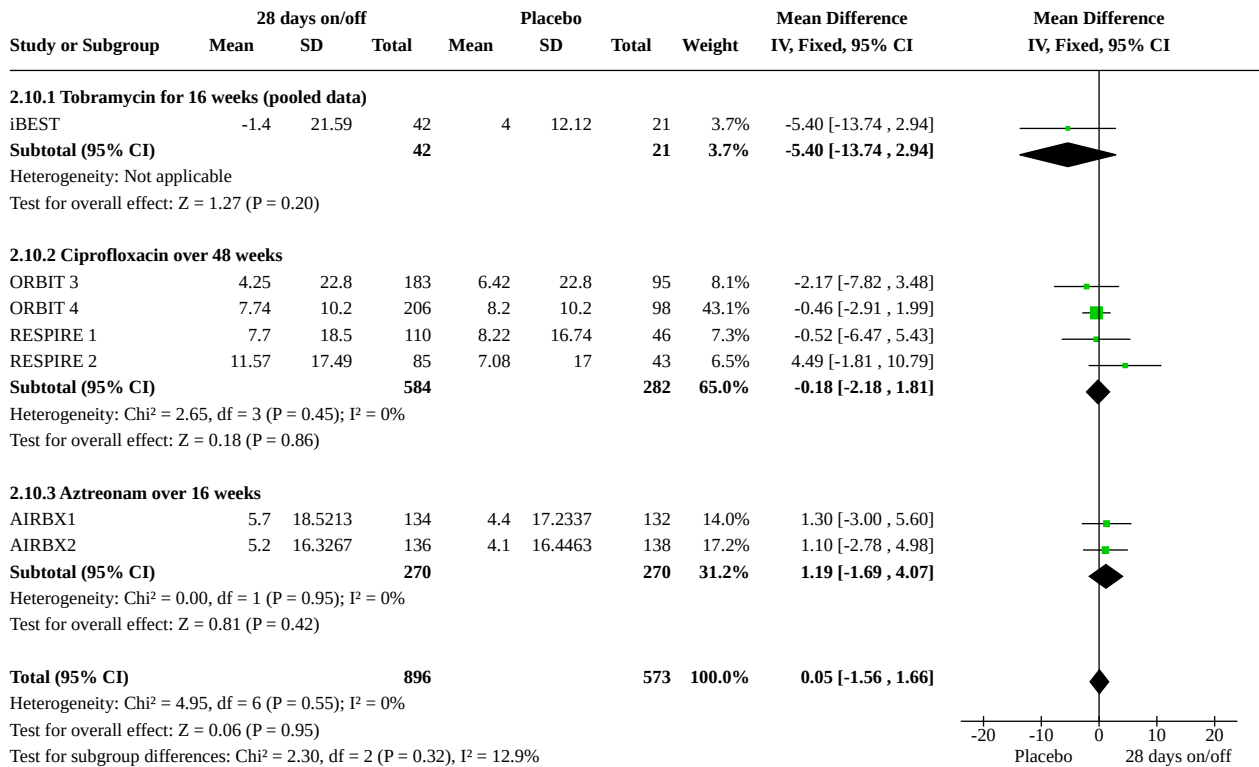 28 days on/off Placebo Mean Difference Mean Difference
Study or Subgroup Mean SD Total Mean SD Total Weight IV, Fixed, 95% CI IV, Fixed, 95% CI
2.10.1 Tobramycin for 16 weeks (pooled data)
iBEST -1.4 21.59 42 4 12.12 21 3.7% -5.40 [-13.74 , 2.94]
Subtotal (95% CI) 42 21 3.7% -5.40 [-13.74 , 2.94]
Heterogeneity: Not applicable
Test for overall effect: Z = 1.27 (P = 0.20)
2.10.2 Ciprofloxacin over 48 weeks
ORBIT 3 4.25 22.8 183 6.42 22.8 95 8.1% -2.17 [-7.82 , 3.48]
ORBIT 4 7.74 10.2 206 8.2 10.2 98 43.1% -0.46 [-2.91 , 1.99]
RESPIRE 1 7.7 18.5 110 8.22 16.74 46 7.3% -0.52 [-6.47 , 5.43]
RESPIRE 2 11.57 17.49 85 7.08 17 43 6.5% 4.49 [-1.81 , 10.79]
Subtotal (95% CI) 584 282 65.0% -0.18 [-2.18 , 1.81]
Heterogeneity: Chi² = 2.65, df = 3 (P = 0.45); I² = 0%
Test for overall effect: Z = 0.18 (P = 0.86)
2.10.3 Aztreonam over 16 weeks
AIRBX1 5.7 18.5213 134 4.4 17.2337 132 14.0% 1.30 [-3.00 , 5.60]
AIRBX2 5.2 16.3267 136 4.1 16.4463 138 17.2% 1.10 [-2.78 , 4.98]
Subtotal (95% CI) 270 270 31.2% 1.19 [-1.69 , 4.07]
Heterogeneity: Chi² = 0.00, df = 1 (P = 0.95); I² = 0%
Test for overall effect: Z = 0.81 (P = 0.42)
Total (95% CI) 896 573 100.0% 0.05 [-1.56 , 1.66]
Heterogeneity: Chi² = 4.95, df = 6 (P = 0.55); I² = 0%
Test for overall effect: Z = 0.06 (P = 0.95)
-20 -10 0 10 20
Test for subgroup differences: Chi² = 2.30, df = 2 (P = 0.32), I² = 12.9% Placebo 28 days on/off